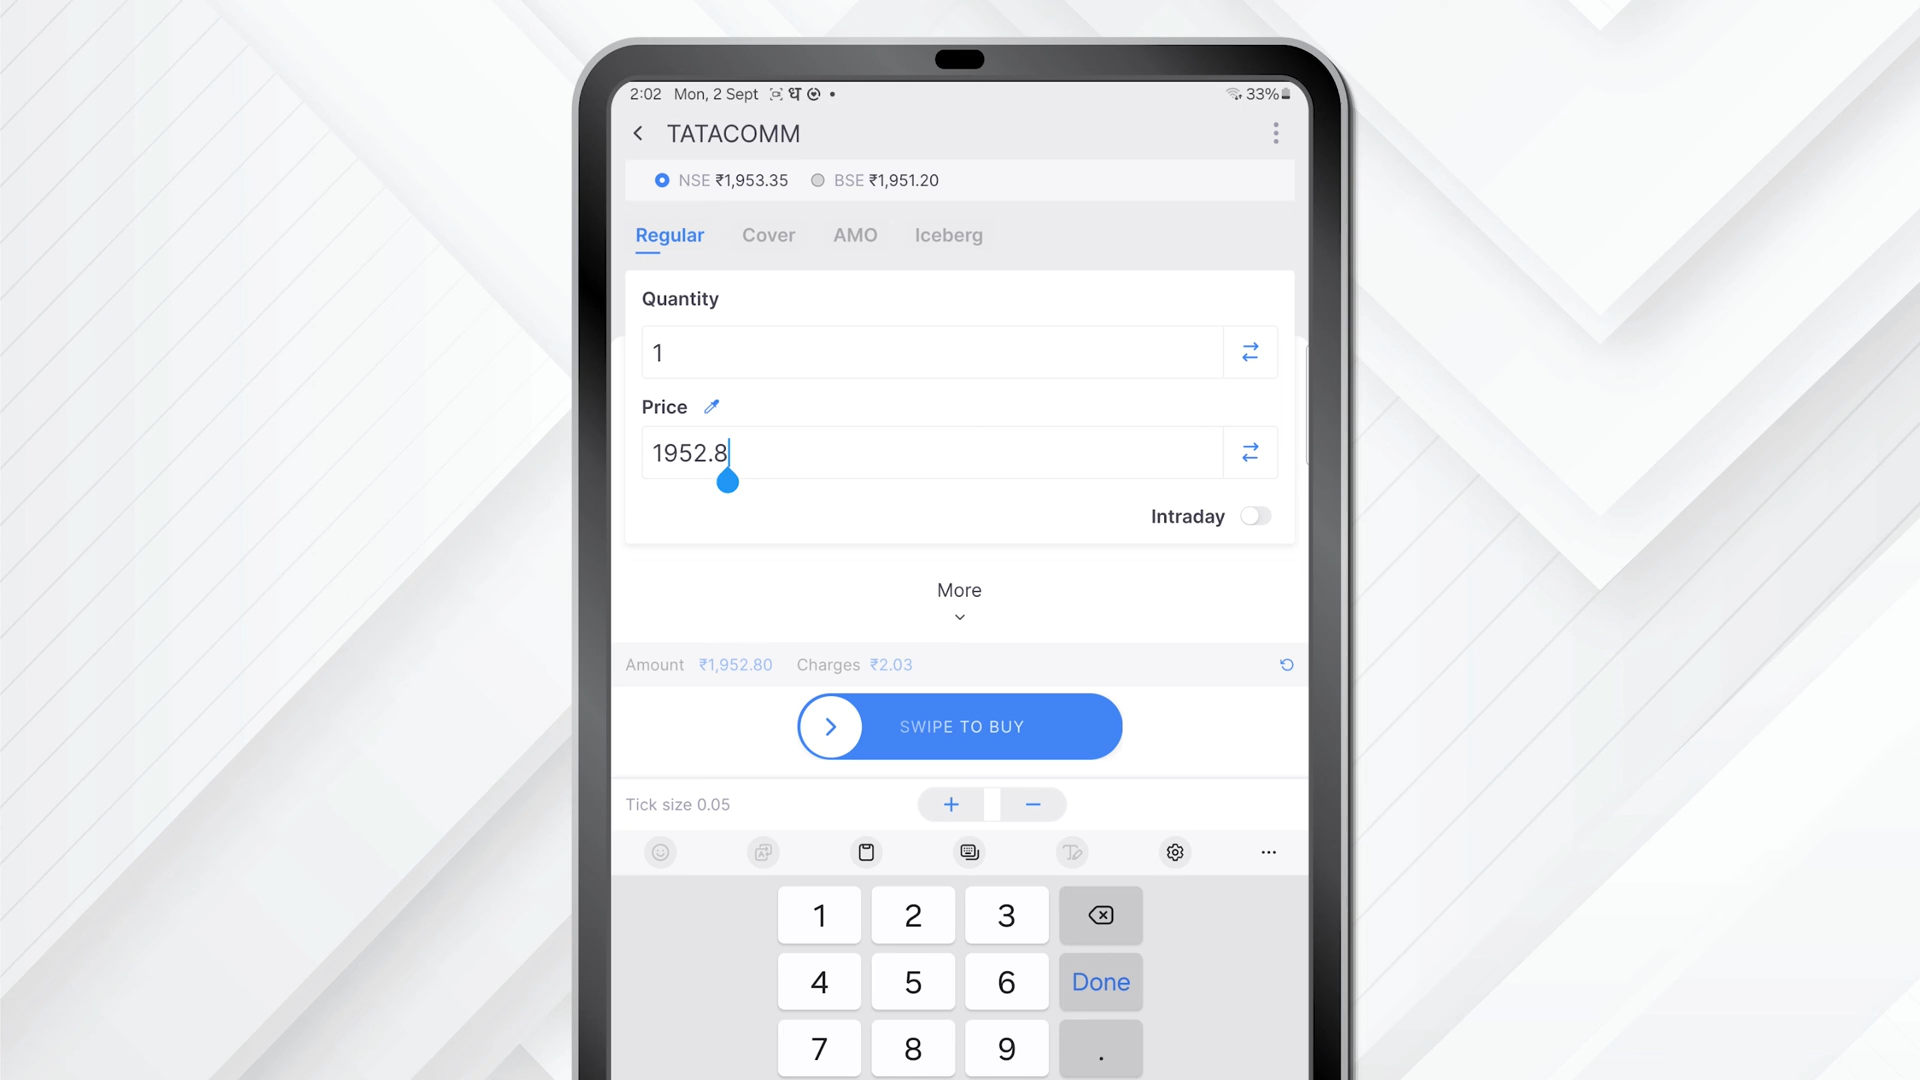 2:02 Mon, 2 Sept 33%
TATACOMM
NSE ₹1,953.35 BSE ₹1,951.20
Regular Cover AMO Iceberg
Quantity
1
Price
1952.8
Intraday
More
Amount ₹1,952.80 Charges ₹2.03
SWIPE TO BUY
Tick size 0.05 + −
1 2 3
4 5 6 Done
7 8 9 .